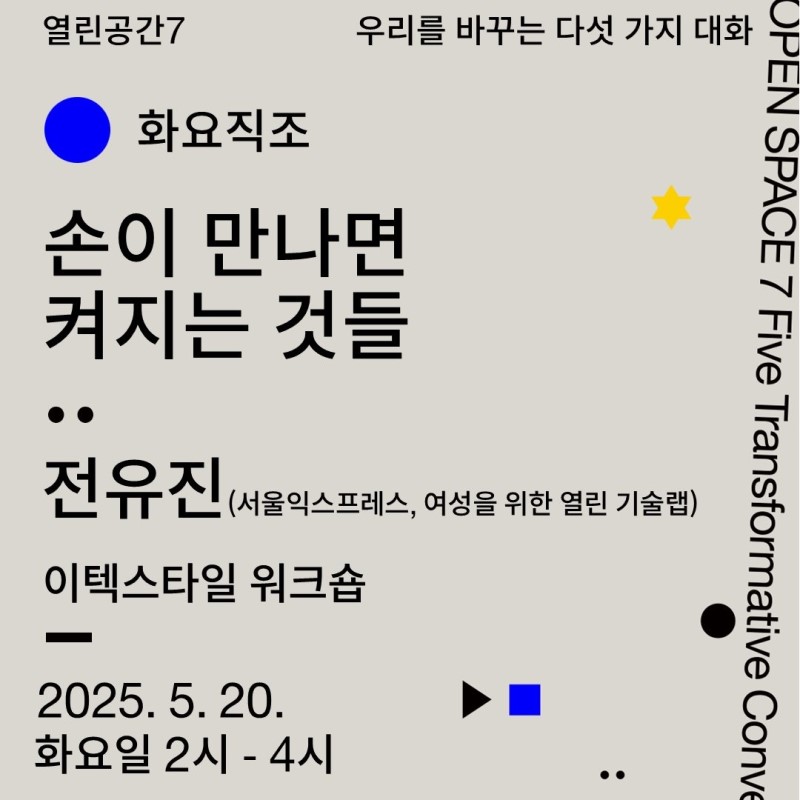 열린공간7
우리를 바꾸는 다섯 가지 대화
화요직조
손이 만나면
켜지는 것들
전유진(서울익스프레스, 여성을 위한 열린 기술랩)
이텍스타일 워크숍
2025. 5. 20.
화요일 2시 - 4시
OPEN SPACE 7 Five Transformative